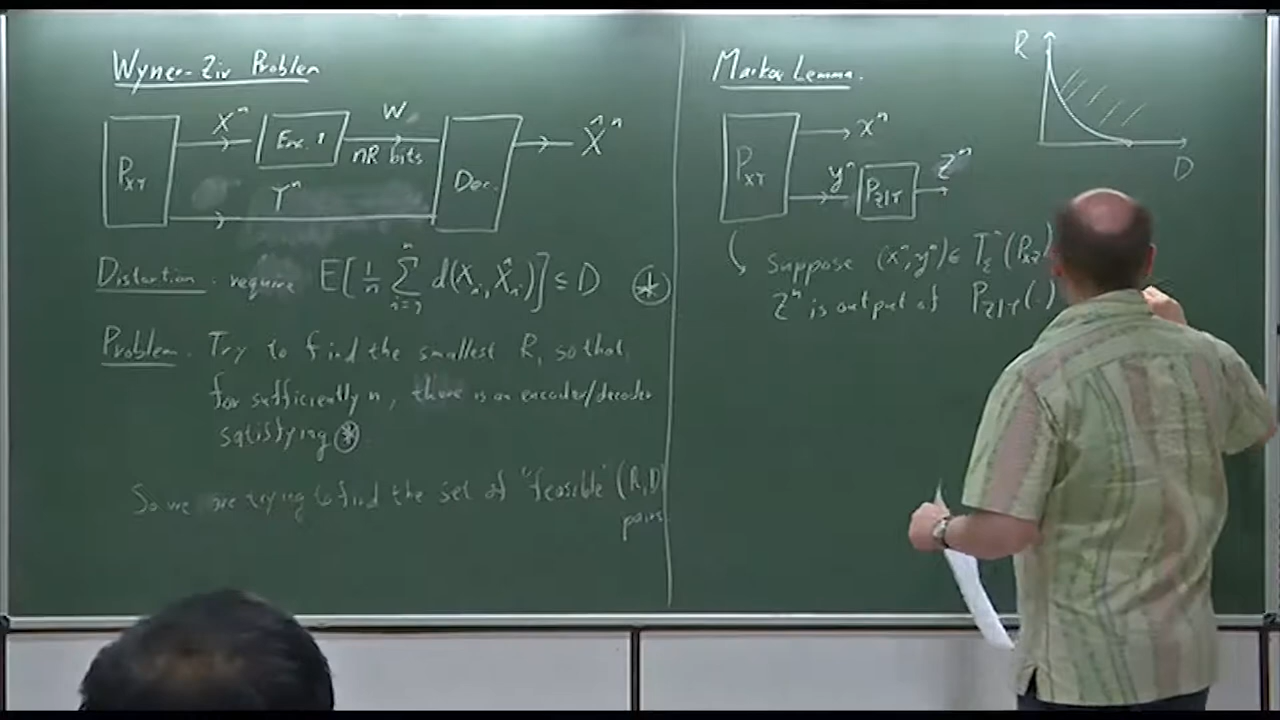 Wyner-Ziv Problem
P_XY
X^n
Enc. 1
W
nR bits
Y^n
Dec.
X̂^n
Distortion: require E[1/n Σ_{i=1}^n d(X_i, X̂_i)] ≤ D (*)
Problem. Try to find the smallest R, so that
for sufficiently n, there is an encoder/decoder
satisfying (*)
So we are trying to find the set of "feasible" (R,D)
pairs
Markov Lemma.
P_XY
x^n
y^n
P_Z|Y
Z^n
Suppose (x^n, y^n) ∈ T_ε^n(P_XY)
Z^n is output of P_Z|Y(.)
R
D